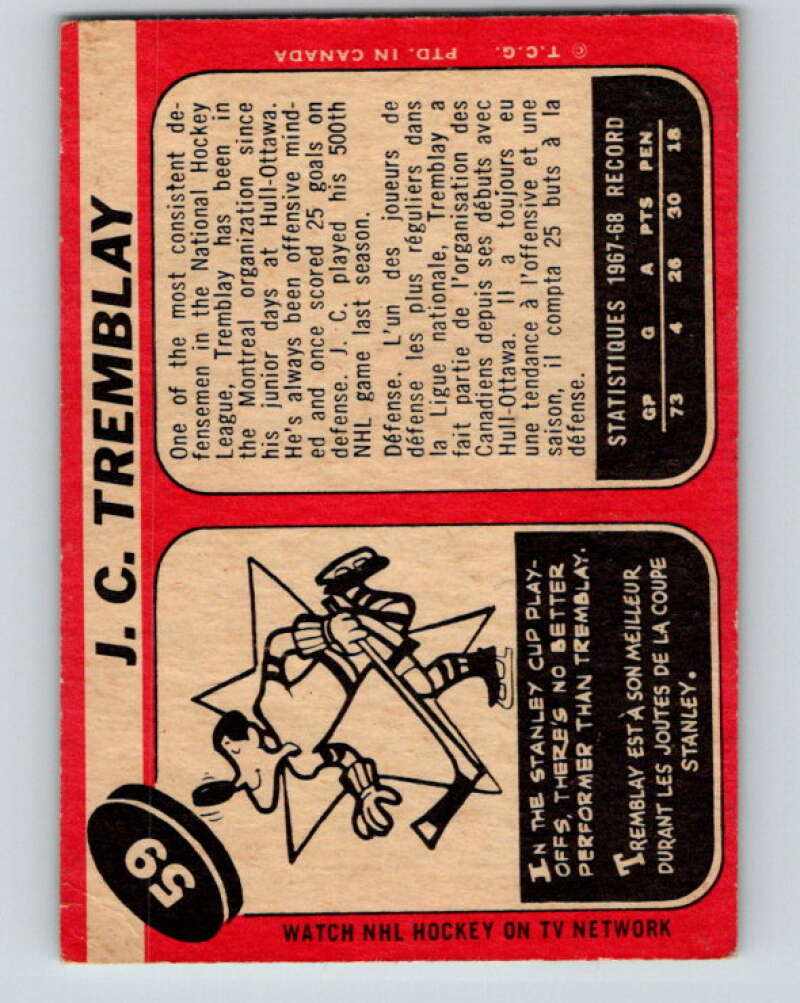 59
J. C. TREMBLAY
WATCH NHL HOCKEY ON TV NETWORK
IN THE STANLEY CUP PLAY-
OFFS, THERE'S NO BETTER
PERFORMER THAN TREMBLAY.
TREMBLAY EST À SON MEILLEUR
DURANT LES JOUTES DE LA COUPE
STANLEY.
One of the most consistent de-
fensemen in the National Hockey
League, Tremblay has been in
the Montreal organization since
his junior days at Hull-Ottawa.
He's always been offensive mind-
ed and once scored 25 goals on
defense. J. C. played his 500th
NHL game last season.
Défense. L'un des joueurs de
défense les plus réguliers dans
la Ligue nationale, Tremblay a
fait partie de l'organisation des
Canadiens depuis ses débuts avec
Hull-Ottawa. Il a toujours eu
une tendance à l'offensive et une
saison, il compta 25 buts à la
défense.
STATISTIQUES 1967-68 RECORD
GP G A PTS PEN
73 4 26 30 18
© T.C.G. PTD. IN CANADA